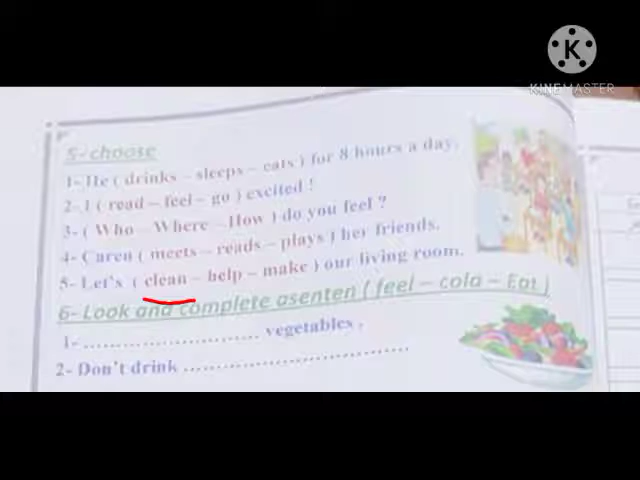 K
KINEMASTER
5-choose
1- He ( drinks – sleeps – eats ) for 8 hours a day.
2- I ( read – feel – go ) excited !
3- ( Who – Where – How ) do you feel ?
4- Caren ( meets – reads – plays ) her friends.
5- Let's ( clean – help – make ) our living room.
6- Look and complete asenten ( feel – cola – Eat )
1- ............................ vegetables .
2- Don't drink ....................................